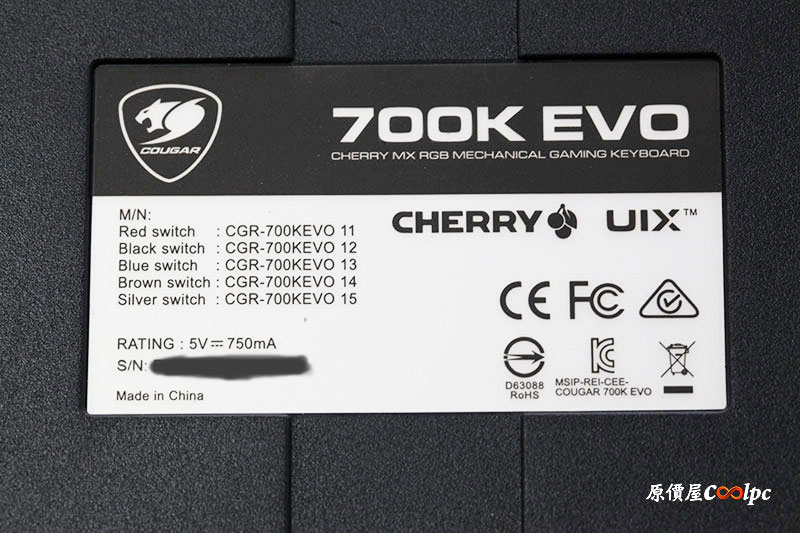 COUGAR
700K EVO
CHERRY MX RGB MECHANICAL GAMING KEYBOARD
M/N:
Red switch : CGR-700KEVO 11
Black switch : CGR-700KEVO 12
Blue switch : CGR-700KEVO 13
Brown switch : CGR-700KEVO 14
Silver switch : CGR-700KEVO 15
CHERRY UIX™
CE FC
RATING : 5V⎓750mA
S/N:
D63088
RoHS
MSIP-REI-CEE-
COUGAR 700K EVO
Made in China
原價屋Coolpc